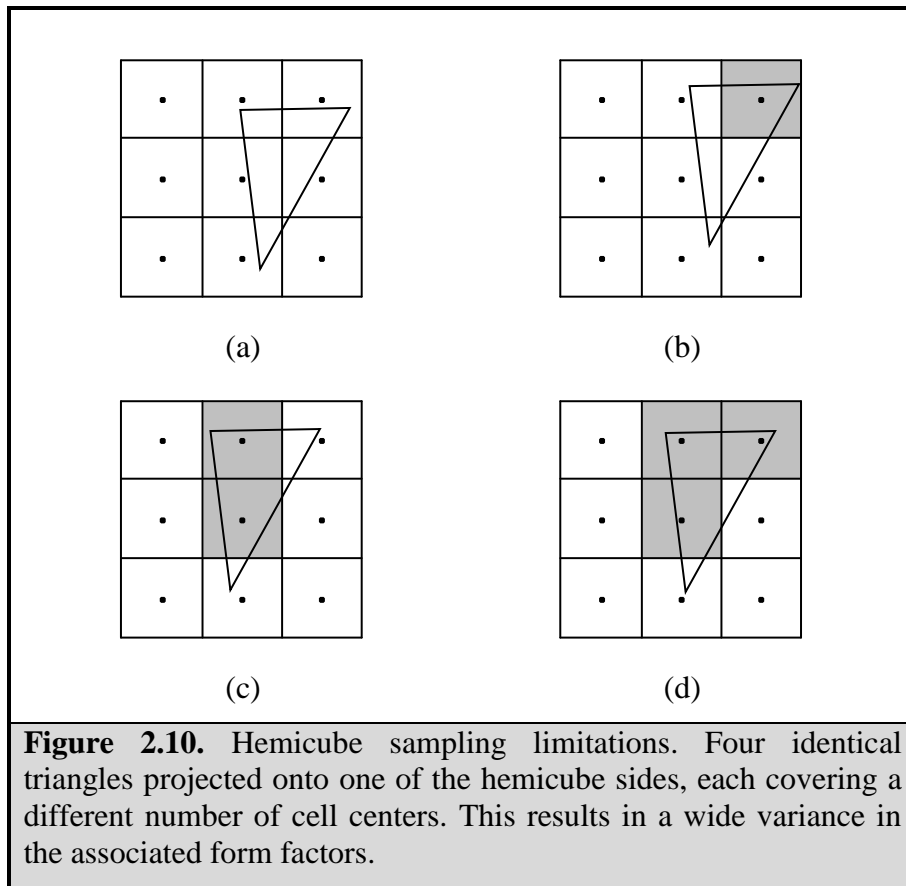 (a)
(b)
(c)
(d)
Figure 2.10. Hemicube sampling limitations. Four identical
triangles projected onto one of the hemicube sides, each covering a
different number of cell centers. This results in a wide variance in
the associated form factors.